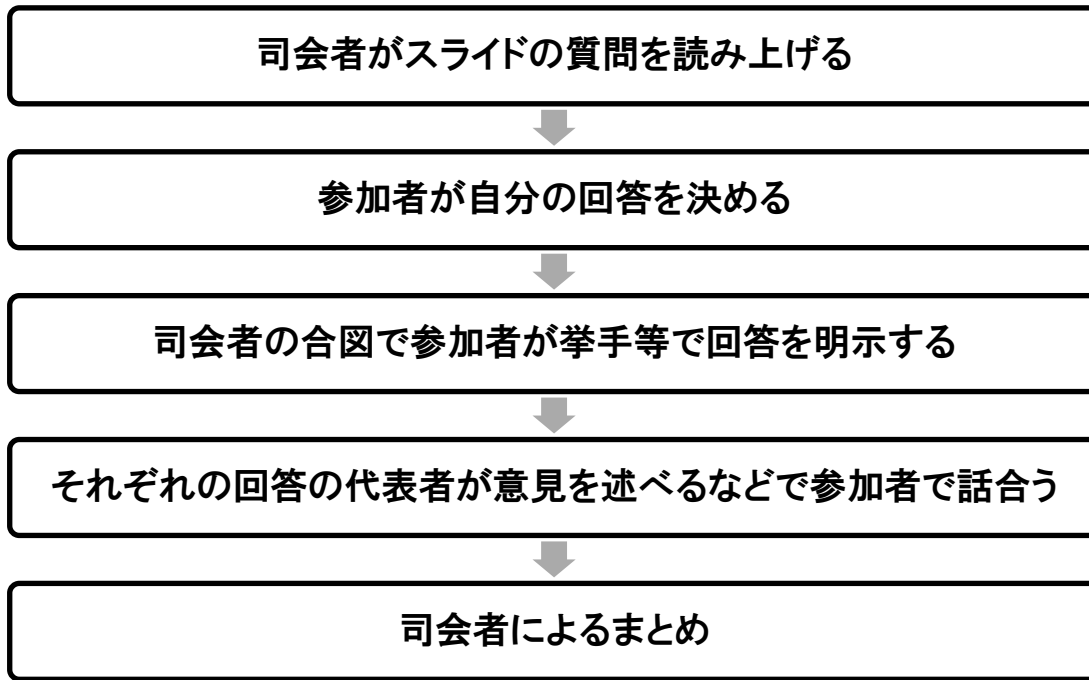 司会者がスライドの質問を読み上げる
参加者が自分の回答を決める
司会者の合図で参加者が挙手等で回答を明示する
それぞれの回答の代表者が意見を述べるなどで参加者で話合う
司会者によるまとめ